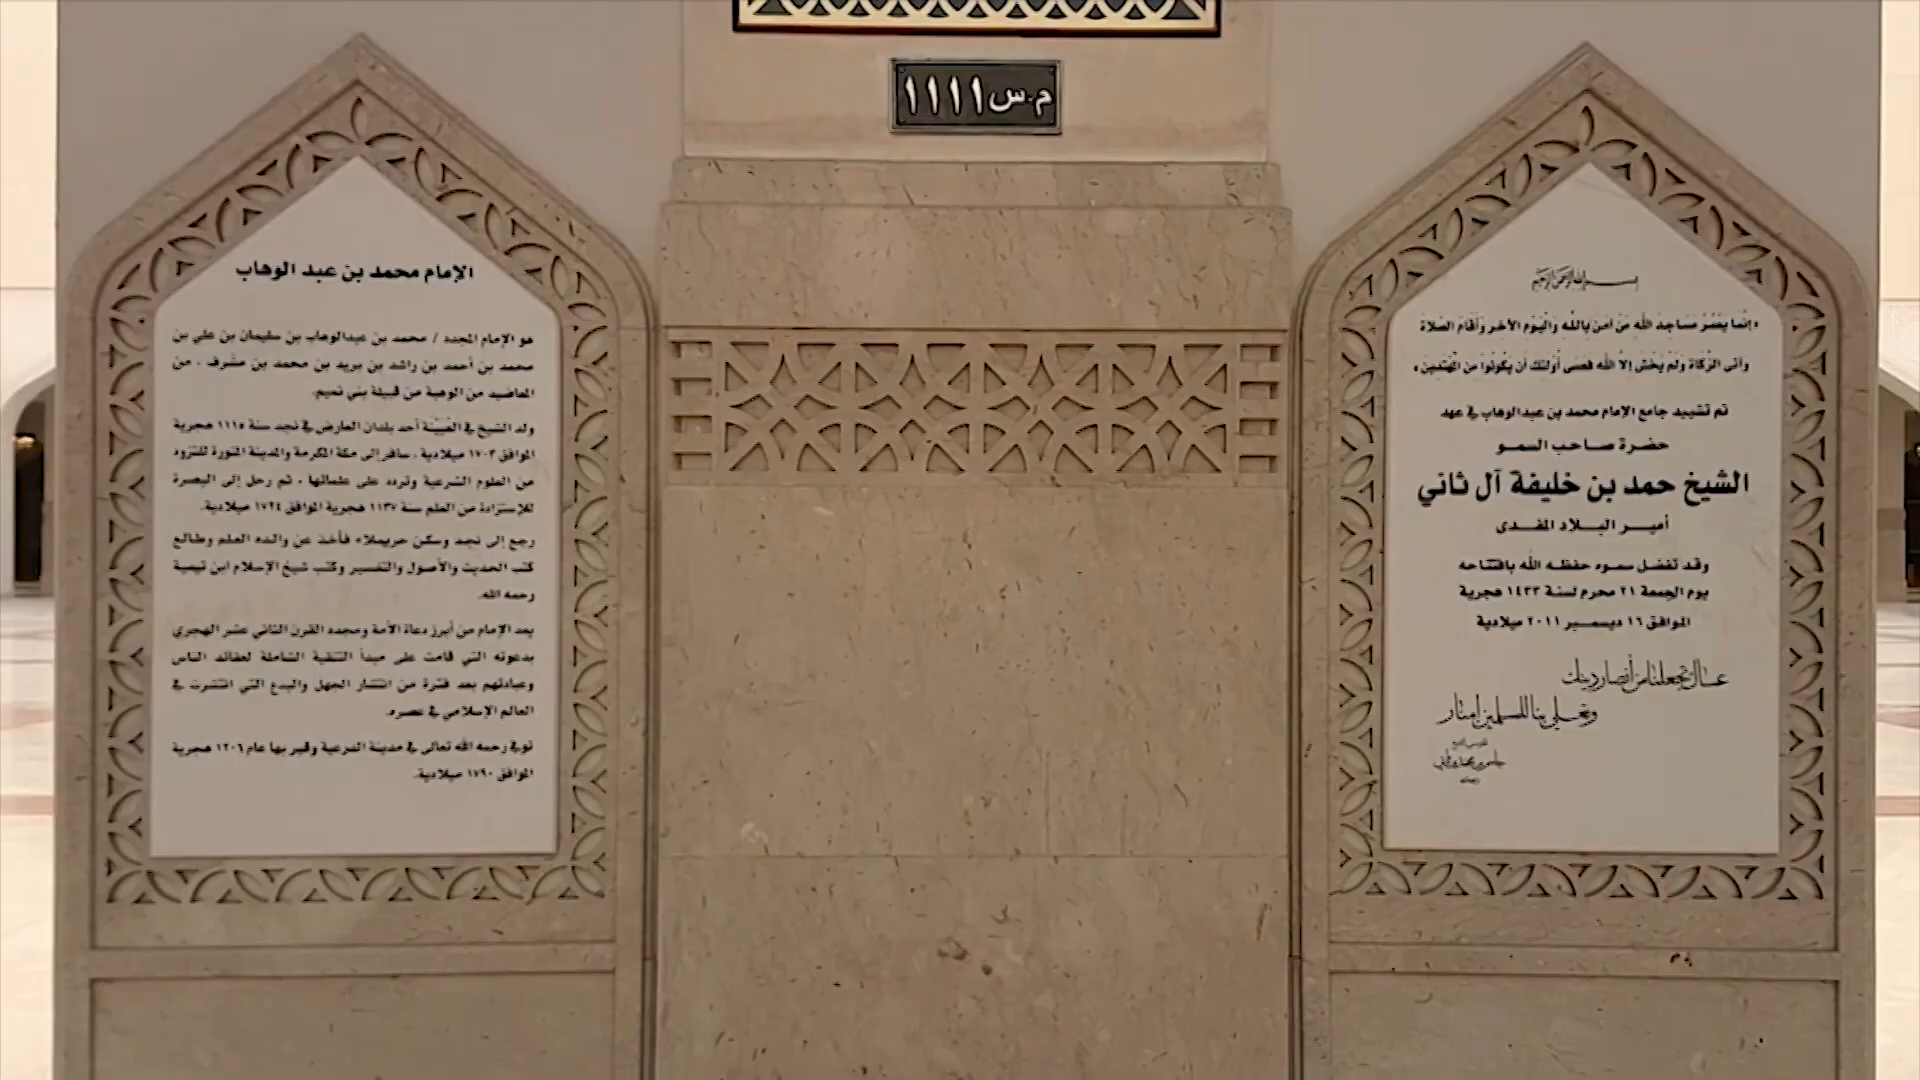 م.س ١١١١
بسم الله الرحمن الرحيم
«إنّما يعمر مساجد الله من آمن بالله واليوم الآخر وأقام الصلاة
وآتى الزكاة ولم يخش إلا الله فعسى أولئك أن يكونوا من المهتدين»
تم تشييد جامع الإمام محمد بن عبدالوهاب في عهد
حضرة صاحب السمو
الشيخ حمد بن خليفة آل ثاني
أمير البلاد المفدى
وقد تفضل سموه حفظه الله بافتتاحه
يوم الجمعة ٢١ محرم لسنة ١٤٣٣ هجرية
الموافق ١٦ ديسمبر ٢٠١١ ميلادية
الإمام محمد بن عبد الوهاب
هو الإمام المجدد / محمد بن عبدالوهاب بن سليمان بن علي بن
محمد بن أحمد بن راشد بن بريد بن محمد بن مشرف ، من
المعاضيد من الوهبة من قبيلة بني تميم.
ولد الشيخ في العُيَيْنَة أحد بلدان العارض في نجد سنة ١١١٥ هجرية
الموافق ١٧٠٣ ميلادية ، سافر إلى مكة المكرمة والمدينة المنورة للتزود
من العلوم الشرعية وتردد على علمائها ، ثم رحل إلى البصرة
للإستزادة من العلم سنة ١١٣٧ هجرية الموافق ١٧٢٤ ميلادية.
رجع إلى نجد وسكن حريملاء فأخذ عن والده العلم وطالع
كتب الحديث والأصول والتفسير وكتب شيخ الإسلام ابن تيمية
رحمه الله.
يعد الإمام من أبرز دعاة الأمة ومجدد القرن الثاني عشر الهجري
بدعوته التي قامت على مبدأ التنقية الشاملة لعقائد الناس
وعبادتهم بعد فترة من انتشار الجهل والبدع التي انتشرت في
العالم الإسلامي في عصره.
توفي رحمه الله تعالى في مدينة الدرعية وقبر بها عام ١٢٠٦ هجرية
الموافق ١٧٩٠ ميلادية.